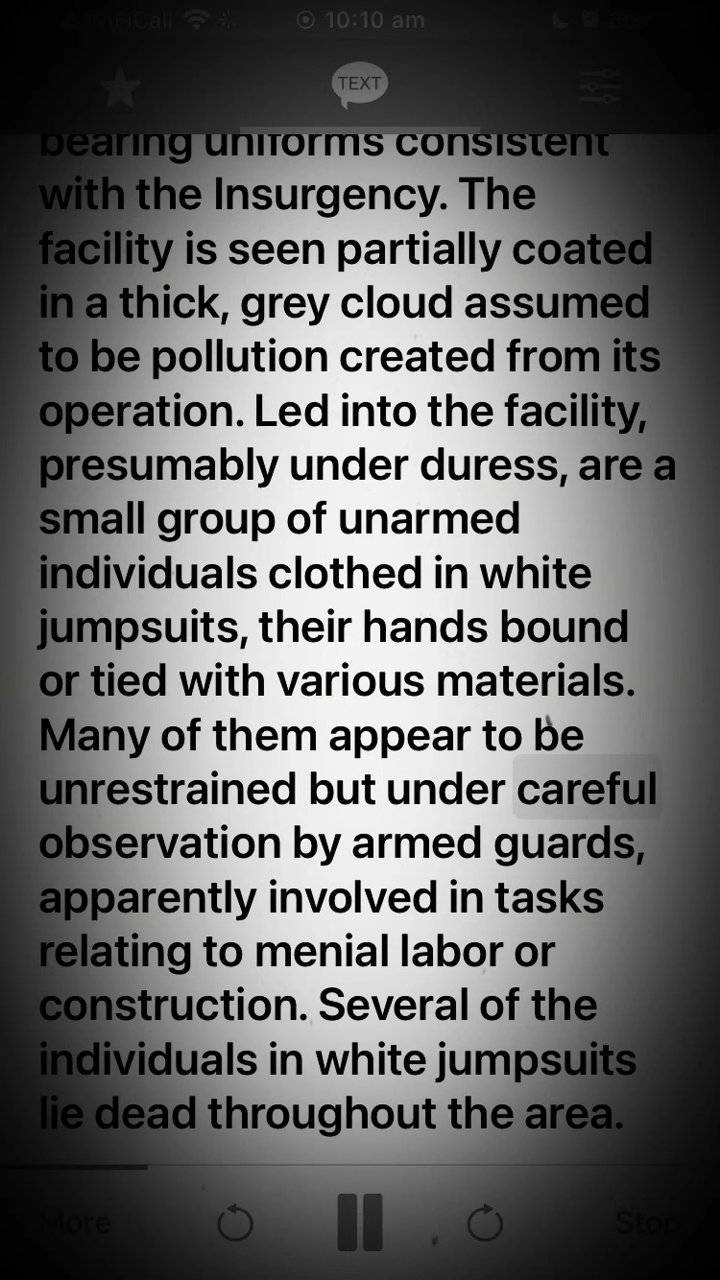 WiFiCall 10:10 am
TEXT
bearing uniforms consistent
with the Insurgency. The
facility is seen partially coated
in a thick, grey cloud assumed
to be pollution created from its
operation. Led into the facility,
presumably under duress, are a
small group of unarmed
individuals clothed in white
jumpsuits, their hands bound
or tied with various materials.
Many of them appear to be
unrestrained but under careful
observation by armed guards,
apparently involved in tasks
relating to menial labor or
construction. Several of the
individuals in white jumpsuits
lie dead throughout the area.
More Stop